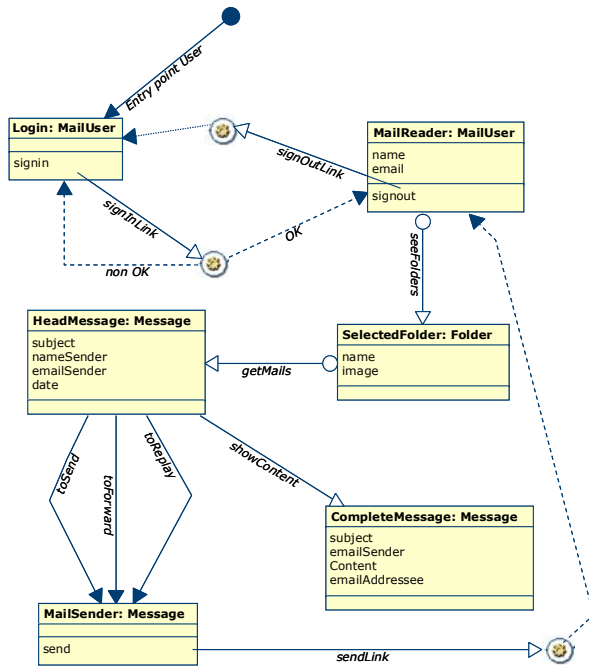 Entry point User
Login: MailUser
signin
signOutLink
MailReader: MailUser
name
email
signout
signInLink
OK
non OK
seeFolders
HeadMessage: Message
subject
nameSender
emailSender
date
getMails
SelectedFolder: Folder
name
image
toSend
toForward
toReplay
showContent
CompleteMessage: Message
subject
emailSender
Content
emailAddressee
MailSender: Message
send
sendLink